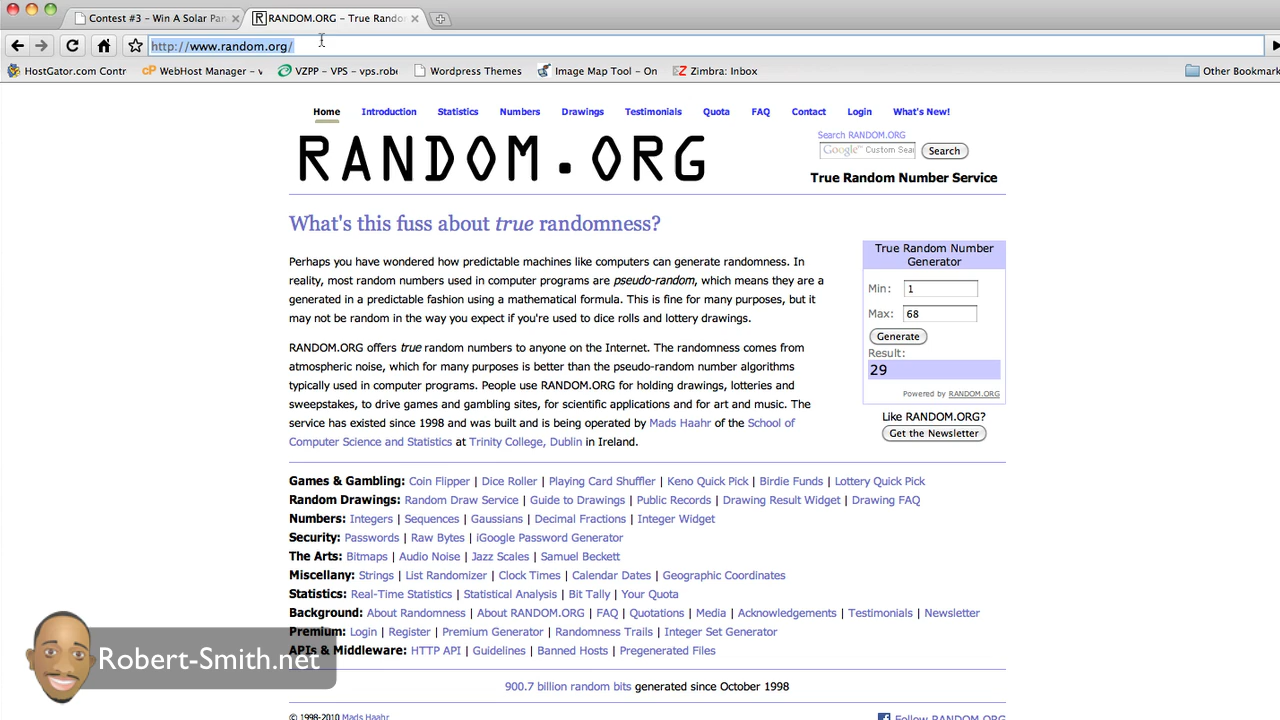 Contest #3 – Win A Solar Pan
RANDOM.ORG – True Rando
http://www.random.org/
HostGator.com Contr
cP WebHost Manager – v
VZPP – VPS – vps.robe
Wordpress Themes
Image Map Tool – On
Z Zimbra: Inbox
Other Bookmark
Home Introduction Statistics Numbers Drawings Testimonials Quota FAQ Contact Login What's New!
RANDOM.ORG
Search RANDOM.ORG
Google™ Custom Sear
Search
True Random Number Service
What's this fuss about true randomness?
Perhaps you have wondered how predictable machines like computers can generate randomness. In
reality, most random numbers used in computer programs are pseudo-random, which means they are a
generated in a predictable fashion using a mathematical formula. This is fine for many purposes, but it
may not be random in the way you expect if you're used to dice rolls and lottery drawings.
RANDOM.ORG offers true random numbers to anyone on the Internet. The randomness comes from
atmospheric noise, which for many purposes is better than the pseudo-random number algorithms
typically used in computer programs. People use RANDOM.ORG for holding drawings, lotteries and
sweepstakes, to drive games and gambling sites, for scientific applications and for art and music. The
service has existed since 1998 and was built and is being operated by Mads Haahr of the School of
Computer Science and Statistics at Trinity College, Dublin in Ireland.
True Random Number
Generator
Min: 1
Max: 68
Generate
Result:
29
Powered by RANDOM.ORG
Like RANDOM.ORG?
Get the Newsletter
Games & Gambling: Coin Flipper | Dice Roller | Playing Card Shuffler | Keno Quick Pick | Birdie Funds | Lottery Quick Pick
Random Drawings: Random Draw Service | Guide to Drawings | Public Records | Drawing Result Widget | Drawing FAQ
Numbers: Integers | Sequences | Gaussians | Decimal Fractions | Integer Widget
Security: Passwords | Raw Bytes | iGoogle Password Generator
The Arts: Bitmaps | Audio Noise | Jazz Scales | Samuel Beckett
Miscellany: Strings | List Randomizer | Clock Times | Calendar Dates | Geographic Coordinates
Statistics: Real-Time Statistics | Statistical Analysis | Bit Tally | Your Quota
Background: About Randomness | About RANDOM.ORG | FAQ | Quotations | Media | Acknowledgements | Testimonials | Newsletter
Premium: Login | Register | Premium Generator | Randomness Trails | Integer Set Generator
APIs & Middleware: HTTP API | Guidelines | Banned Hosts | Pregenerated Files
Robert-Smith.net
900.7 billion random bits generated since October 1998
© 1998-2010 Mads Haahr
Follow RANDOM.ORG